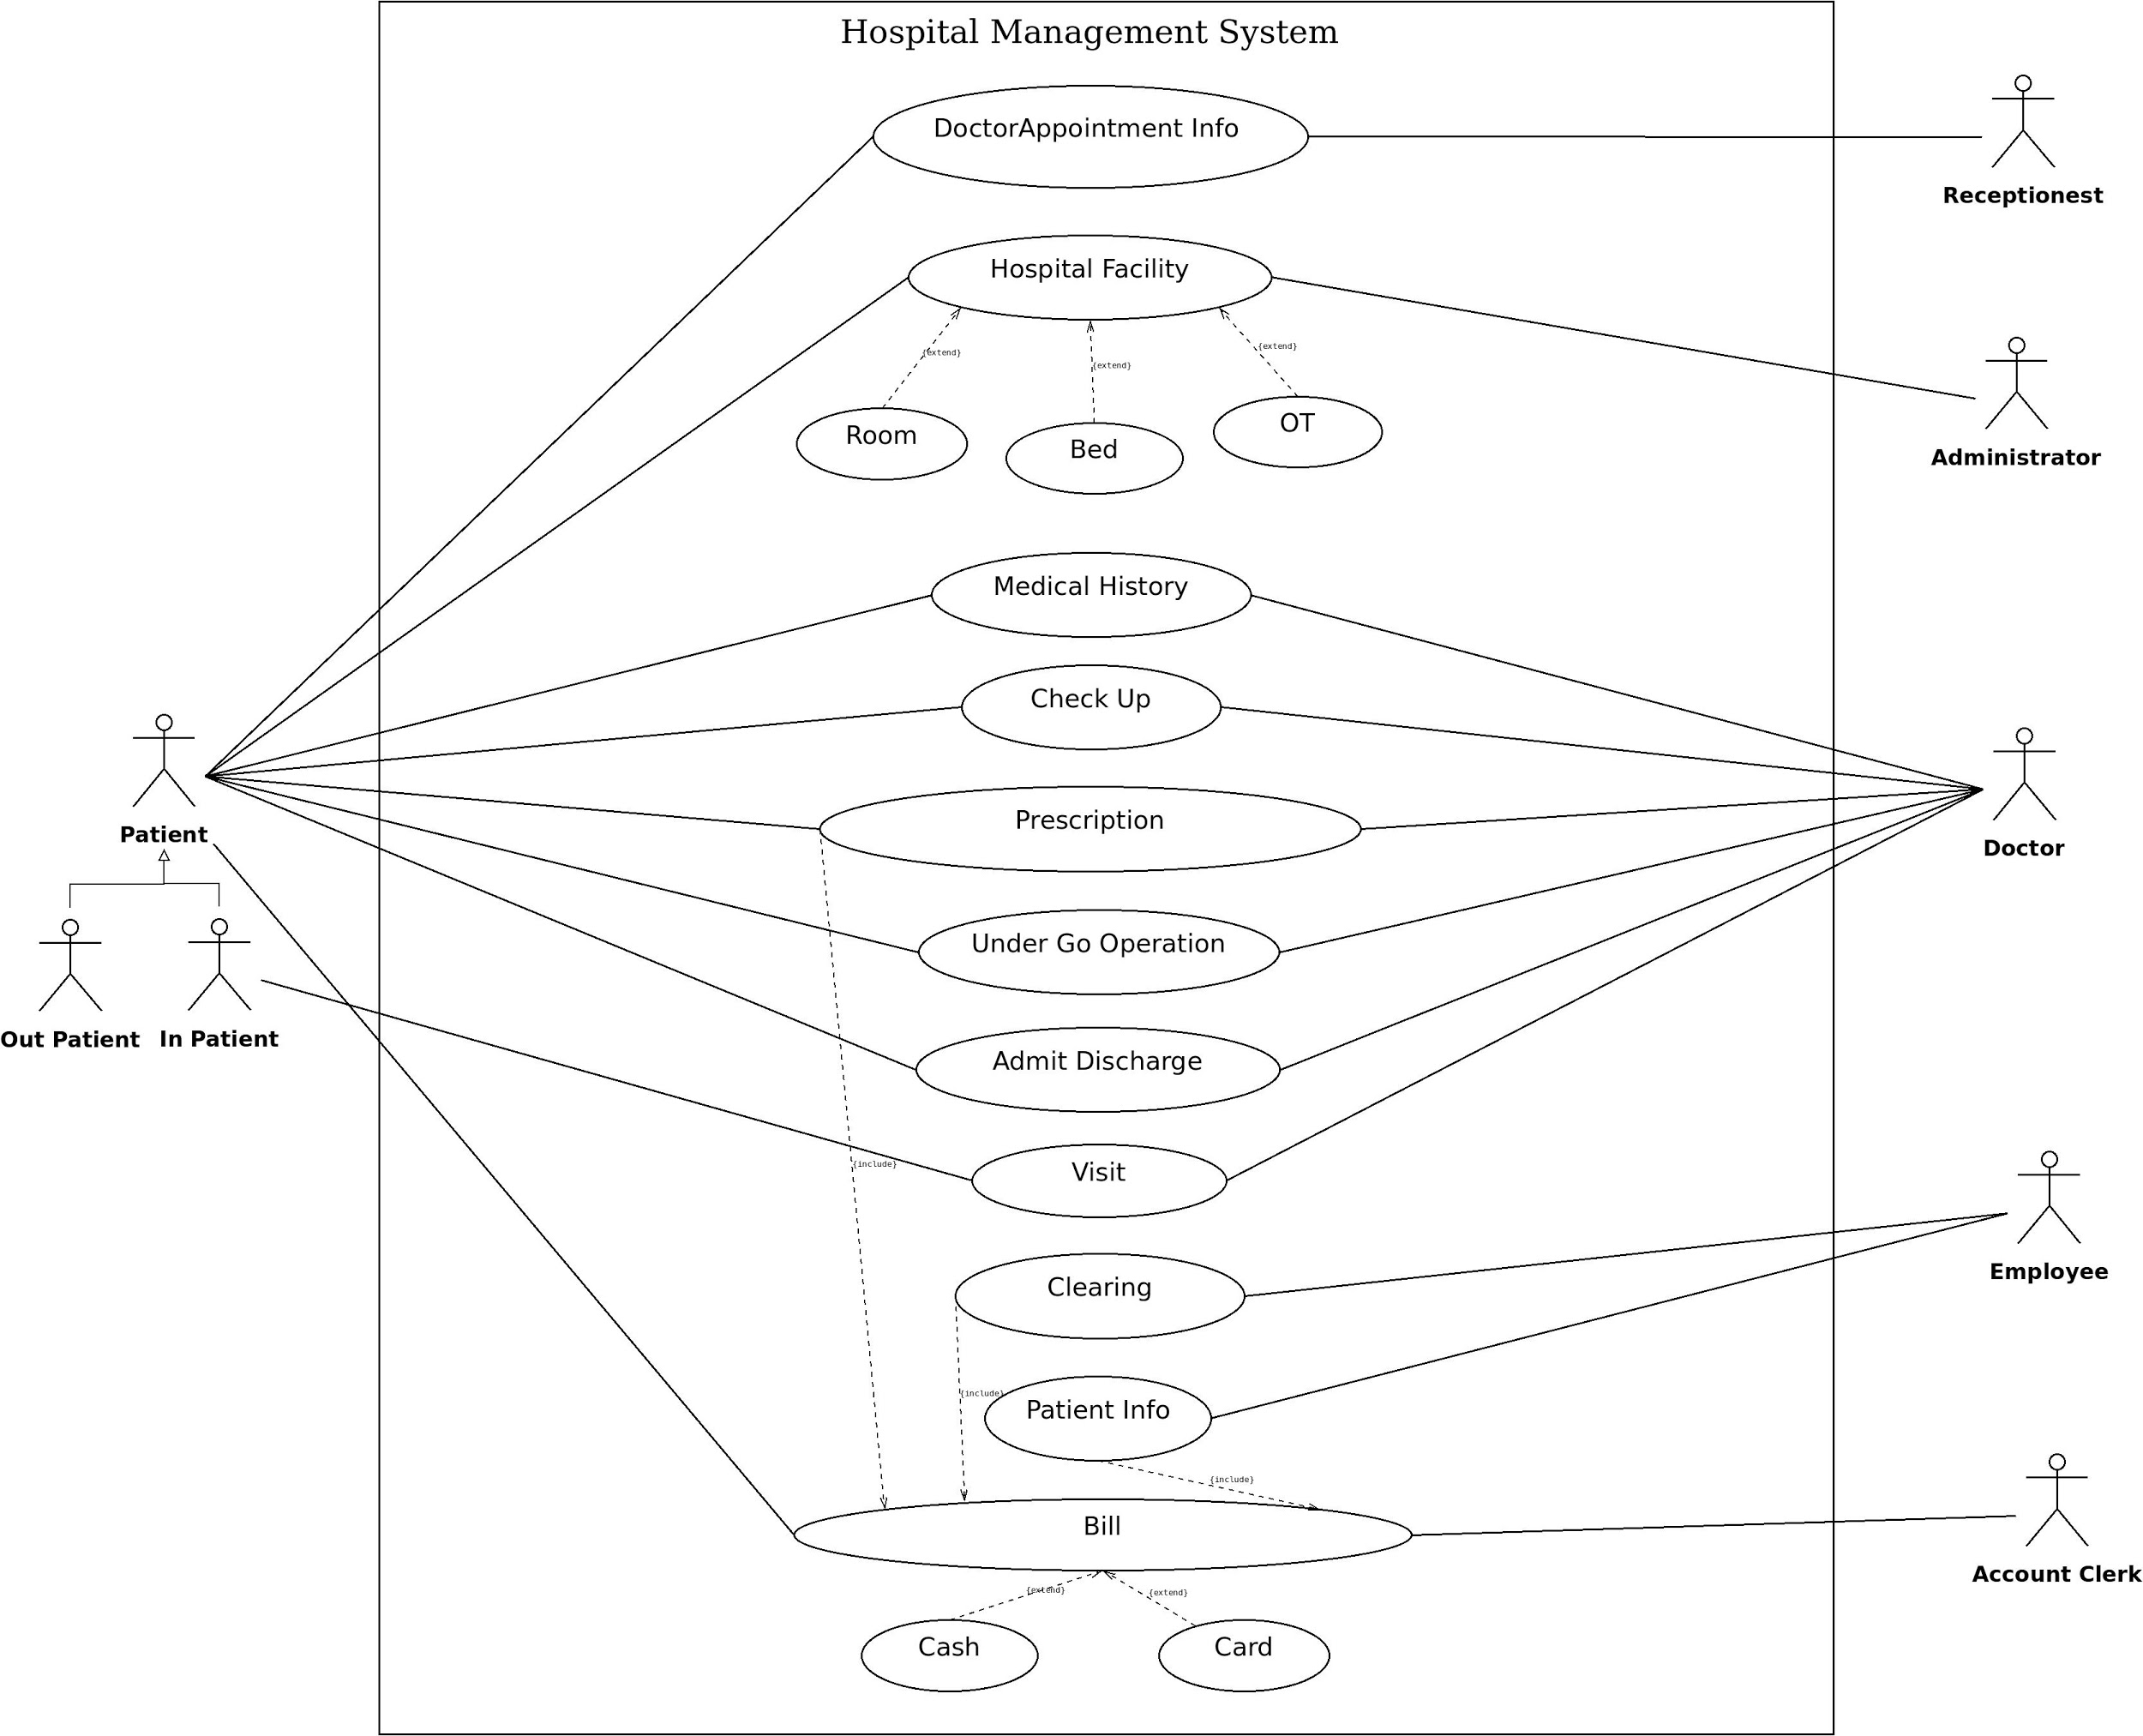 Hospital Management System
DoctorAppointment Info
Receptionest
Hospital Facility
{extend}
{extend}
{extend}
Room
Bed
OT
Administrator
Medical History
Check Up
Prescription
Patient
Doctor
Under Go Operation
Out Patient
In Patient
Admit Discharge
{include}
Visit
Clearing
Employee
{include}
Patient Info
{include}
Bill
Account Clerk
{extend}
{extend}
Cash
Card